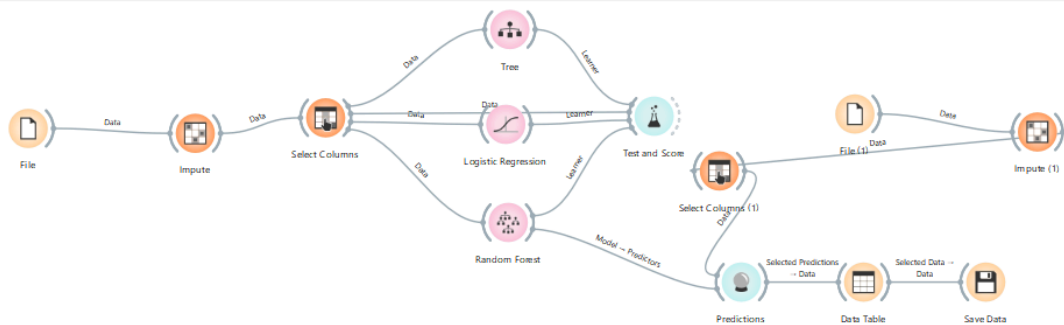 Tree
Data
Learner
File
Data
Impute
Data
Select Columns
Data
Data
Logistic Regression
Learner
Test and Score
File (1)
Data
Data
Impute (1)
Select Columns (1)
Data
Data
Learner
Random Forest
Model → Predictors
Predictions
Selected Predictions
→ Data
Data Table
Selected Data →
Data
Save Data